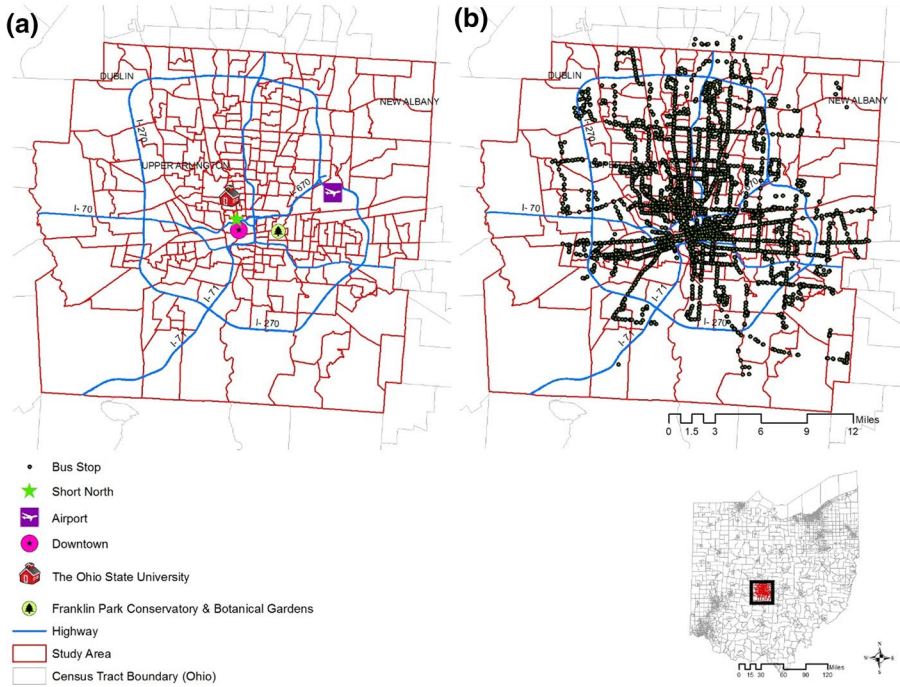 (a)
(b)
DUBLIN
NEW ALBANY
I-270
UPPER ARLINGTON
I-670
I- 70
I-71
I- 270
I-71
DUBLIN
NEW ALBANY
I-270
I- 70
I-71
I- 270
I-71
Miles
0 1.5 3 6 9 12
Bus Stop
Short North
Airport
Downtown
The Ohio State University
Franklin Park Conservatory & Botanical Gardens
Highway
Study Area
Census Tract Boundary (Ohio)
Miles
0 15 30 60 90 120
N
W E
S